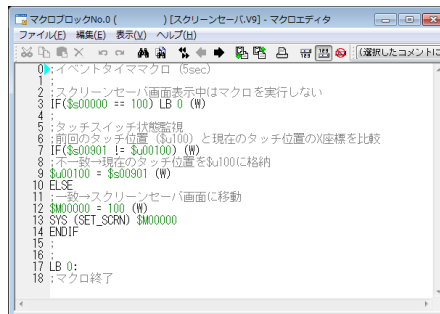 マクロブロックNo.0 ( ) [スクリーンセーバ.V9] - マクロエディタ
ファイル(F) 編集(E) 表示(V) ヘルプ(H)
(選択したコメントに
0 ;イベントタイママクロ (5sec)
1 ;
2 ;スクリーンセーバ画面表示中はマクロを実行しない
3 IF($s00000 == 100) LB 0 (W)
4 ;
5 ;タッチスイッチ状態監視
6 ;前回のタッチ位置 ($u100) と現在のタッチ位置のX座標を比較
7 IF($s00901 != $u00100) (W)
8 ;不一致→現在のタッチ位置を$u100に格納
9 $u00100 = $s00901 (W)
10 ELSE
11 ;一致→スクリーンセーバ画面に移動
12 $M00000 = 100 (W)
13 SYS (SET_SCRN) $M00000
14 ENDIF
15 ;
16 ;
17 LB 0:
18 ;マクロ終了